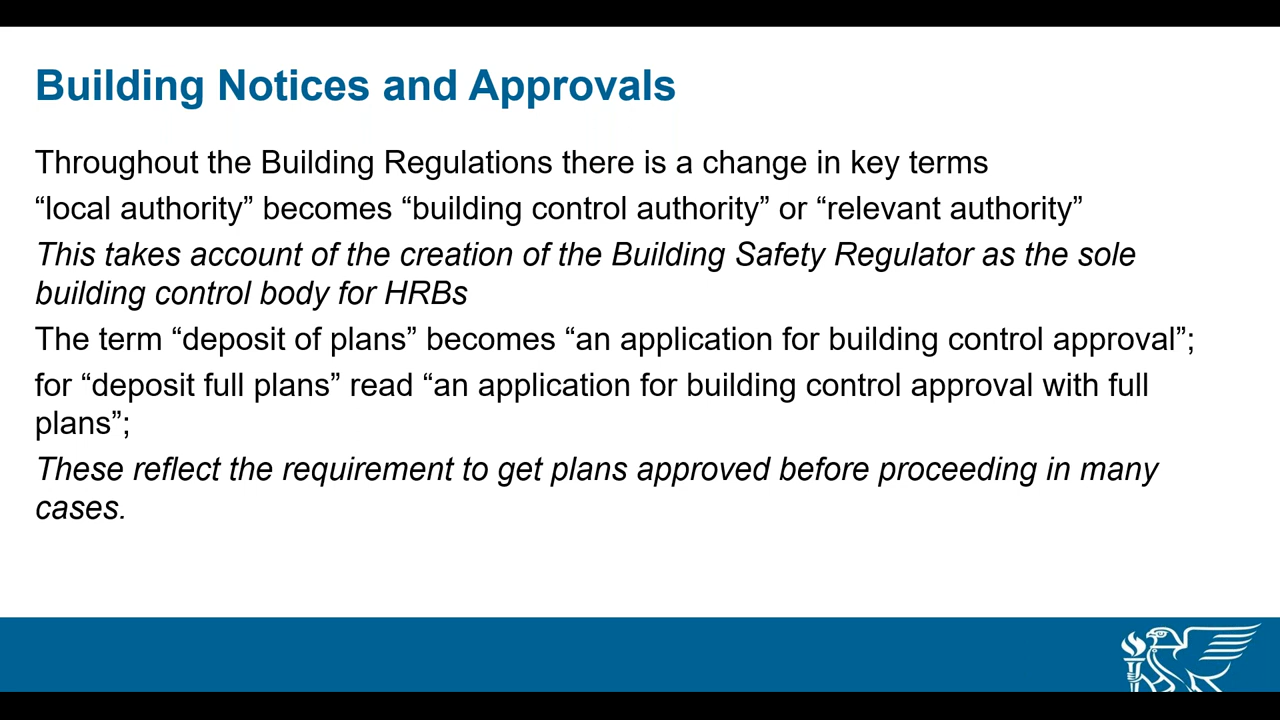 Building Notices and Approvals
Throughout the Building Regulations there is a change in key terms
“local authority” becomes “building control authority” or “relevant authority”
This takes account of the creation of the Building Safety Regulator as the sole
building control body for HRBs
The term “deposit of plans” becomes “an application for building control approval”;
for “deposit full plans” read “an application for building control approval with full
plans”;
These reflect the requirement to get plans approved before proceeding in many
cases.